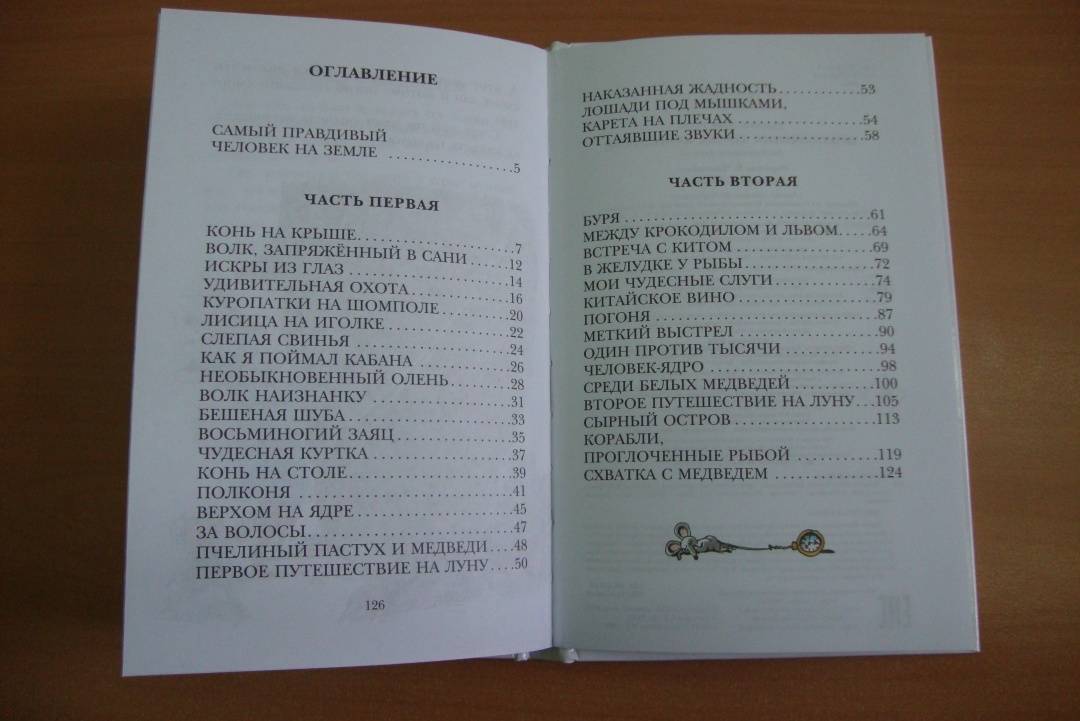 ОГЛАВЛЕНИЕ
САМЫЙ ПРАВДИВЫЙ
ЧЕЛОВЕК НА ЗЕМЛЕ ................5
ЧАСТЬ ПЕРВАЯ
КОНЬ НА КРЫШЕ....................7
ВОЛК, ЗАПРЯЖЁННЫЙ В САНИ....12
ИСКРЫ ИЗ ГЛАЗ ....................14
УДИВИТЕЛЬНАЯ ОХОТА............16
КУРОПАТКИ НА ШОМПОЛЕ........20
ЛИСИЦА НА ИГОЛКЕ ...............22
СЛЕПАЯ СВИНЬЯ ...................24
КАК Я ПОЙМАЛ КАБАНА ...........26
НЕОБЫКНОВЕННЫЙ ОЛЕНЬ.......28
ВОЛК НАИЗНАНКУ .................31
БЕШЕНАЯ ШУБА....................33
ВОСЬМИНОГИЙ ЗАЯЦ..............35
ЧУДЕСНАЯ КУРТКА.................37
КОНЬ НА СТОЛЕ....................39
ПОЛКОНЯ ..........................41
ВЕРХОМ НА ЯДРЕ ...................45
ЗА ВОЛОСЫ.........................47
ПЧЕЛИНЫЙ ПАСТУХ И МЕДВЕДИ...48
ПЕРВОЕ ПУТЕШЕСТВИЕ НА ЛУНУ....50
126
НАКАЗАННАЯ ЖАДНОСТЬ...........53
ЛОШАДИ ПОД МЫШКАМИ,
КАРЕТА НА ПЛЕЧАХ .................54
ОТТАЯВШИЕ ЗВУКИ .................58
ЧАСТЬ ВТОРАЯ
БУРЯ ................................61
МЕЖДУ КРОКОДИЛОМ И ЛЬВОМ....64
ВСТРЕЧА С КИТОМ ..................69
В ЖЕЛУДКЕ У РЫБЫ.................72
МОИ ЧУДЕСНЫЕ СЛУГИ .............74
КИТАЙСКОЕ ВИНО ..................79
ПОГОНЯ .............................87
МЕТКИЙ ВЫСТРЕЛ ..................90
ОДИН ПРОТИВ ТЫСЯЧИ ............94
ЧЕЛОВЕК-ЯДРО......................98
СРЕДИ БЕЛЫХ МЕДВЕДЕЙ .........100
ВТОРОЕ ПУТЕШЕСТВИЕ НА ЛУНУ...105
СЫРНЫЙ ОСТРОВ ..................113
КОРАБЛИ,
ПРОГЛОЧЕННЫЕ РЫБОЙ ...........119
СХВАТКА С МЕДВЕДЕМ .............124